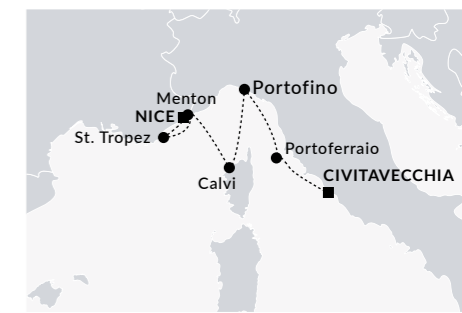 Portofino
Menton
NICE
St. Tropez
Portoferraio
CIVITAVECCHIA
Calvi